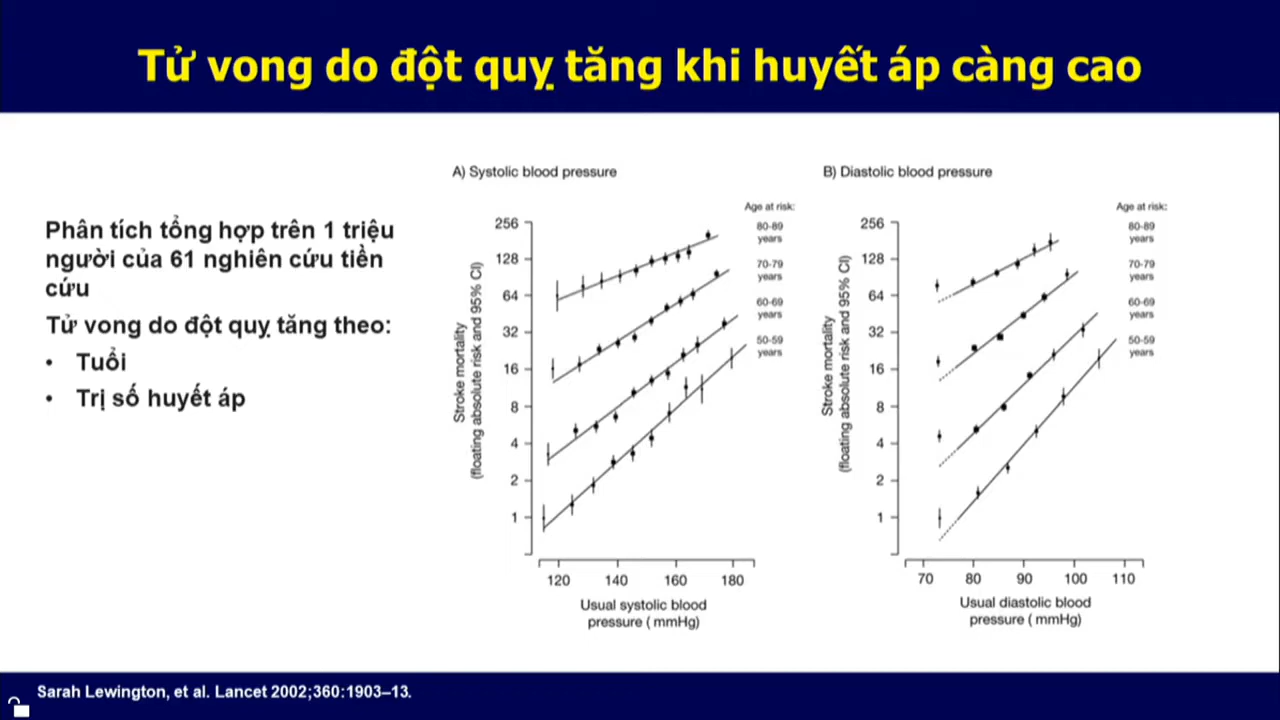 Tử vong do đột quỵ tăng khi huyết áp càng cao
Phân tích tổng hợp trên 1 triệu
người của 61 nghiên cứu tiền
cứu
Tử vong do đột quỵ tăng theo:
• Tuổi
• Trị số huyết áp
A) Systolic blood pressure
Age at risk:
80-89
years
70-79
years
60-69
years
50-59
years
256
128
64
32
16
8
4
2
1
Stroke mortality
(floating absolute risk and 95% CI)
120 140 160 180
Usual systolic blood
pressure ( mmHg)
B) Diastolic blood pressure
Age at risk:
80-89
years
70-79
years
60-69
years
50-59
years
256
128
64
32
16
8
4
2
1
Stroke mortality
(floating absolute risk and 95% CI)
70 80 90 100 110
Usual diastolic blood
pressure ( mmHg)
Sarah Lewington, et al. Lancet 2002;360:1903–13.